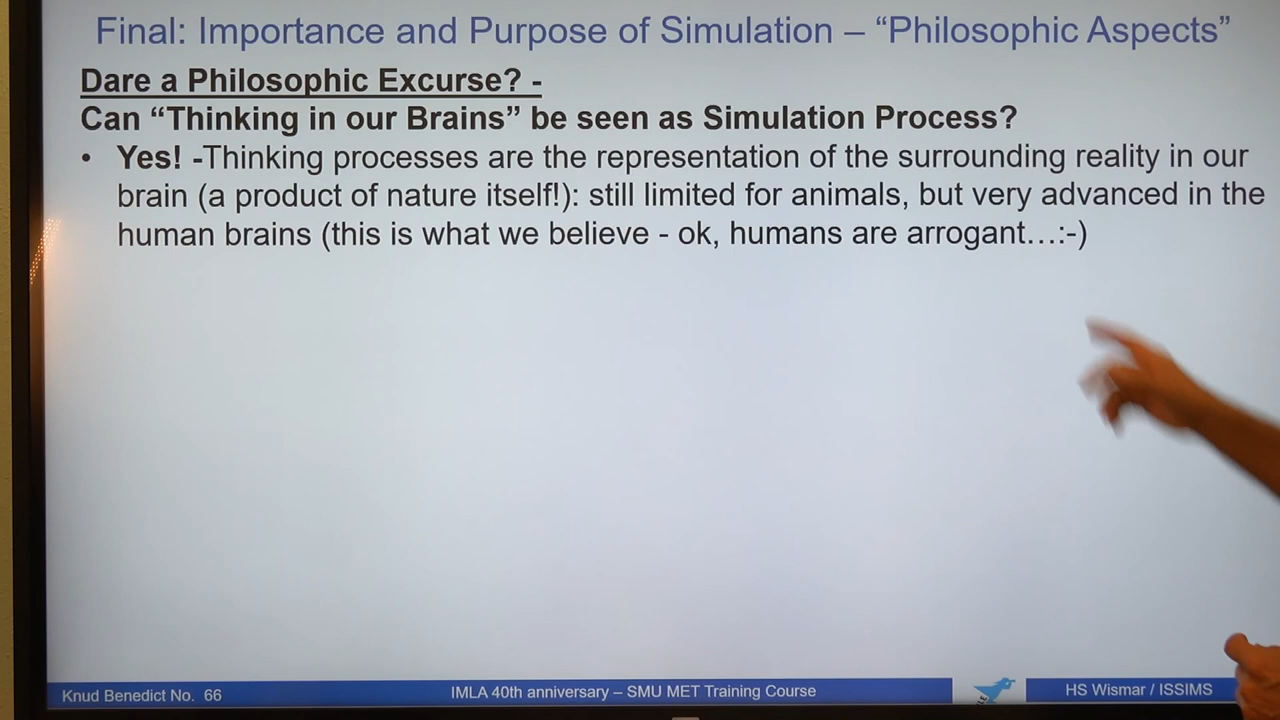 Final: Importance and Purpose of Simulation – “Philosophic Aspects”
Dare a Philosophic Excurse? -
Can “Thinking in our Brains” be seen as Simulation Process?
• Yes! -Thinking processes are the representation of the surrounding reality in our
brain (a product of nature itself!): still limited for animals, but very advanced in the
human brains (this is what we believe - ok, humans are arrogant…:-)
Knud Benedict No. 66
IMLA 40th anniversary – SMU MET Training Course
HS Wismar / ISSIMS